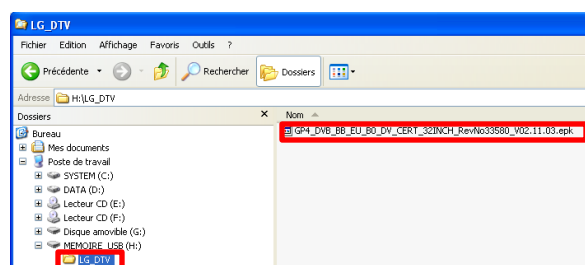 LG_DTV
Fichier Edition Affichage Favoris Outils ?
Précédente Rechercher Dossiers
Adresse H:\LG_DTV
Dossiers × Nom
GP4_DVB_BB_EU_B0_DV_CERT_32INCH_RevNo33580_V02.11.03.epk
Bureau
Mes documents
Poste de travail
SYSTEM (C:)
DATA (D:)
Lecteur CD (E:)
Lecteur CD (F:)
Disque amovible (G:)
MEMOIRE_USB (H:)
LG_DTV